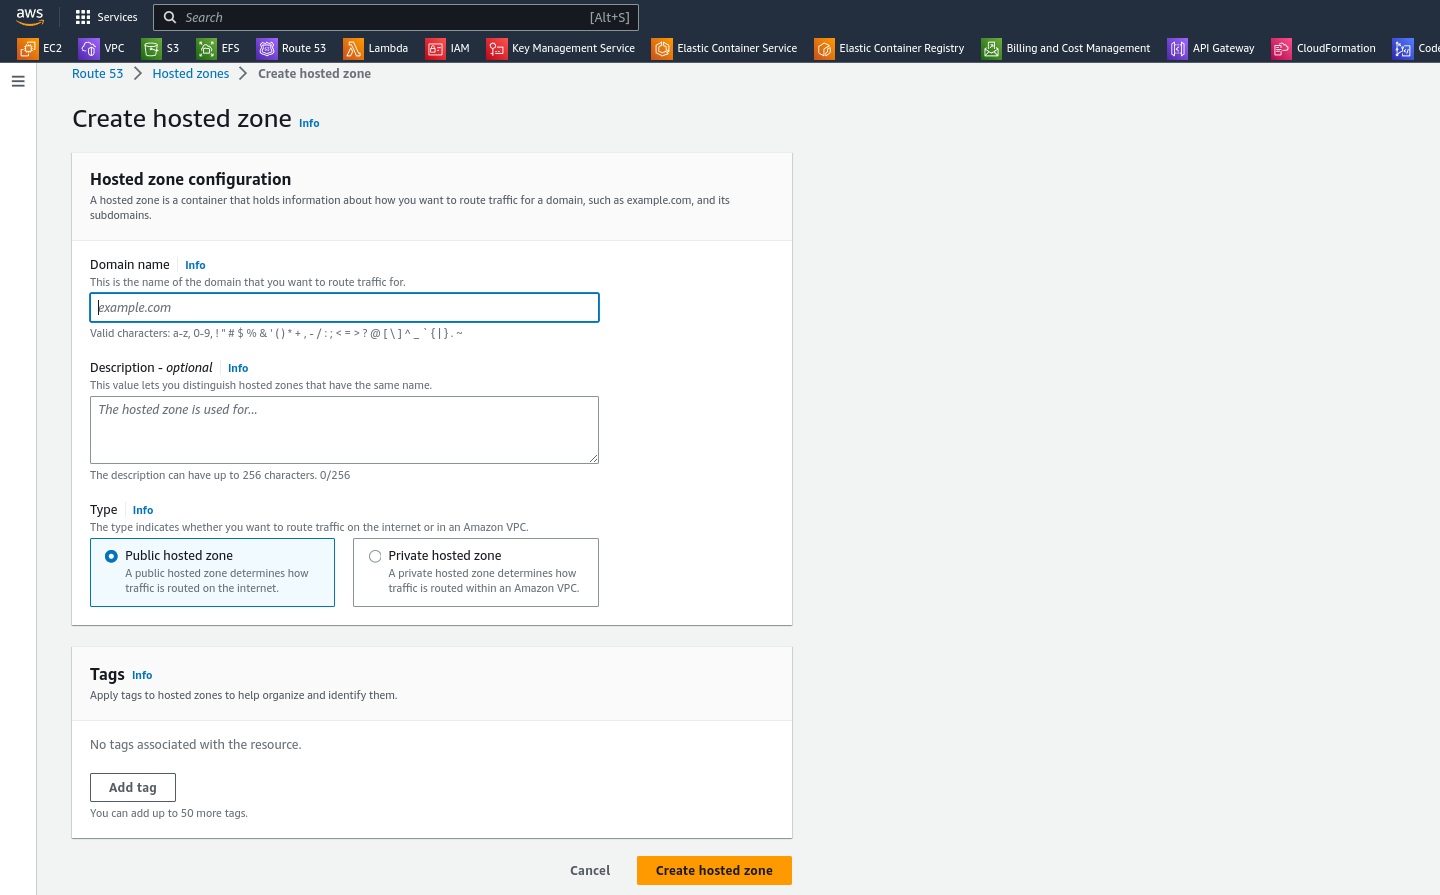 aws
Services
Search
[Alt+S]
EC2
VPC
S3
EFS
Route 53
Lambda
IAM
Key Management Service
Elastic Container Service
Elastic Container Registry
Billing and Cost Management
API Gateway
CloudFormation
Code
Route 53
Hosted zones
Create hosted zone
Create hosted zone Info
Hosted zone configuration
A hosted zone is a container that holds information about how you want to route traffic for a domain, such as example.com, and its
subdomains.
Domain name Info
This is the name of the domain that you want to route traffic for.
example.com
Valid characters: a-z, 0-9, ! " # $ % & ' ( ) * + , - / : ; < = > ? @ [ \ ] ^ _ ` { | } . ~
Description - optional Info
This value lets you distinguish hosted zones that have the same name.
The hosted zone is used for...
The description can have up to 256 characters. 0/256
Type Info
The type indicates whether you want to route traffic on the internet or in an Amazon VPC.
Public hosted zone
A public hosted zone determines how
traffic is routed on the internet.
Private hosted zone
A private hosted zone determines how
traffic is routed within an Amazon VPC.
Tags Info
Apply tags to hosted zones to help organize and identify them.
No tags associated with the resource.
Add tag
You can add up to 50 more tags.
Cancel
Create hosted zone